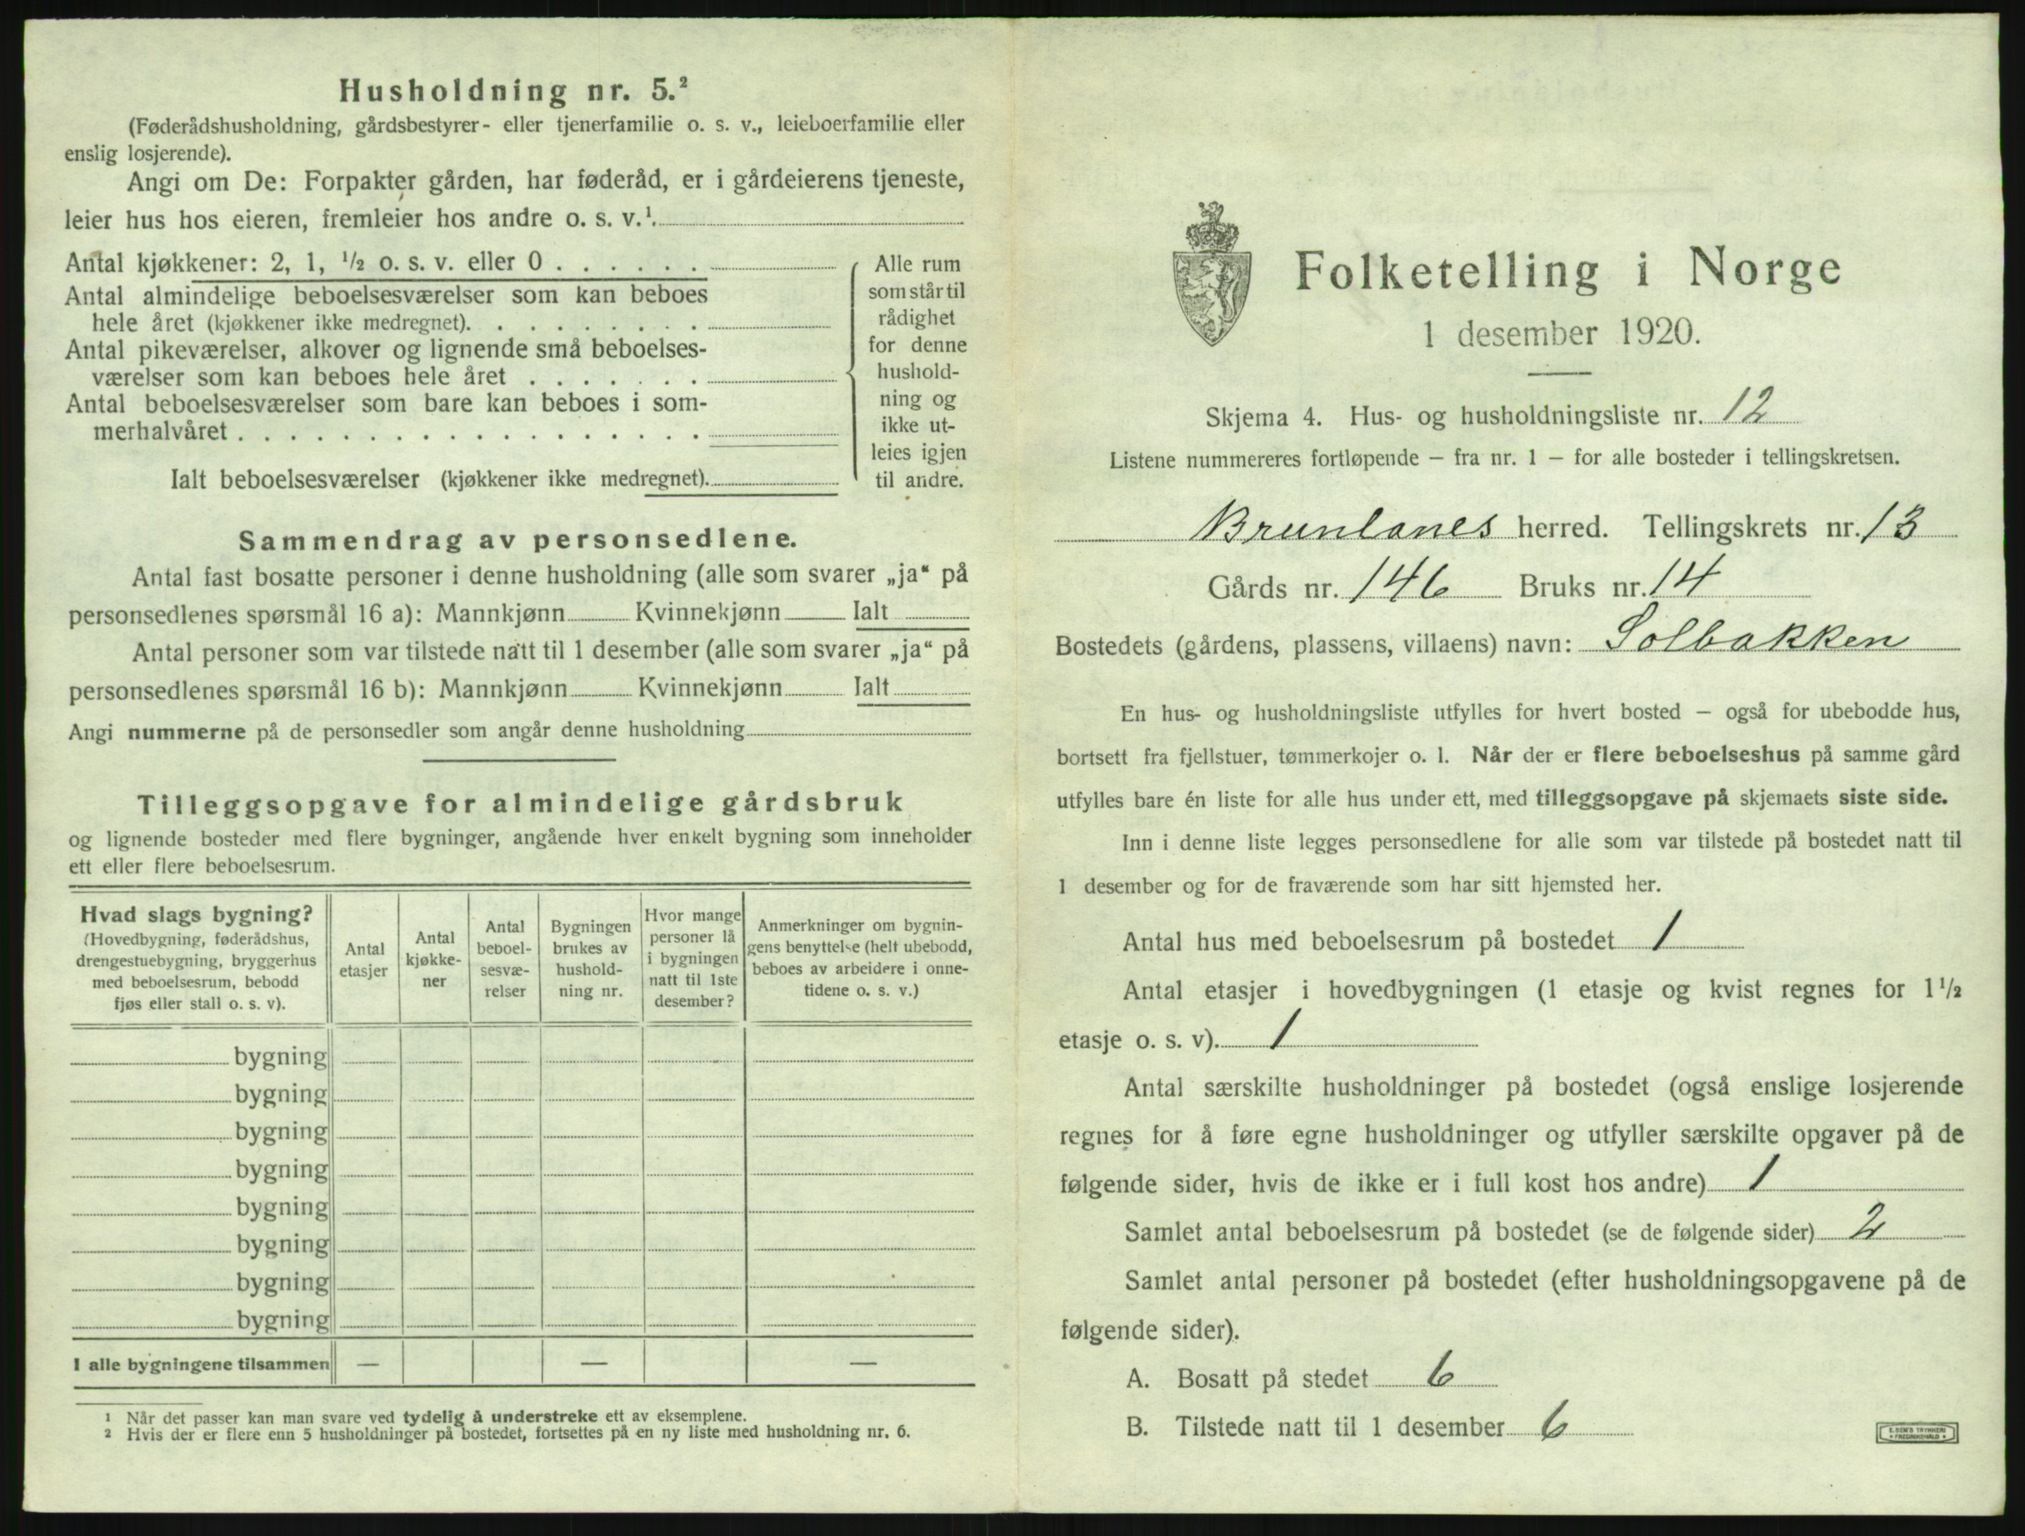 Husholdning nr. 5.²
(Føderådshusholdning, gårdsbestyrer- eller tjenerfamilie o. s. v., leieboerfamilie eller
enslig losjerende).
Angi om De: Forpakter gården, har føderåd, er i gårdeierens tjeneste,
leier hus hos eieren, fremleier hos andre o. s. v.¹.
Antal kjøkkener: 2, 1, ½ o. s. v. eller 0 . . . . . .
Antal almindelige beboelsesværelser som kan beboes
hele året (kjøkkener ikke medregnet). . . . . . . . .
Antal pikeværelser, alkover og lignende små beboelses-
værelser som kan beboes hele året . . . . . . .
Antal beboelsesværelser som bare kan beboes i som-
merhalvåret . . . . . . . . . . . . . . . . . .
Ialt beboelsesværelser (kjøkkener ikke medregnet).
Alle rum
som står til
rådighet
for denne
hushold-
ning og
ikke ut-
leies igjen
til andre.
Sammendrag av personsedlene.
Antal fast bosatte personer i denne husholdning (alle som svarer „ja“ på
personsedlenes spørsmål 16 a): Mannkjønn Kvinnekjønn Ialt
Antal personer som var tilstede natt til 1 desember (alle som svarer „ja“ på
personsedlenes spørsmål 16 b): Mannkjønn Kvinnekjønn Ialt
Angi nummerne på de personsedler som angår denne husholdning
Tilleggsopgave for almindelige gårdsbruk
og lignende bosteder med flere bygninger, angående hver enkelt bygning som inneholder
ett eller flere beboelsesrum.
Hvad slags bygning?
(Hovedbygning, føderådshus,
drengestuebygning, bryggerhus
med beboelsesrum, bebodd
fjøs eller stall o. s. v).
Antal
etasjer
Antal
kjøkke-
ner
Antal
beboel-
sesvæ-
relser
Bygningen
brukes av
hushold-
ning nr.
Hvor mange
personer lå
i bygningen
natt til 1ste
desember?
Anmerkninger om bygnin-
gens benyttelse (helt ubebodd,
beboes av arbeidere i onne-
tidene o. s. v.)
bygning
bygning
bygning
bygning
bygning
bygning
bygning
bygning
I alle bygningene tilsammen — — —
1 Når det passer kan man svare ved tydelig å understreke ett av eksemplene.
2 Hvis der er flere enn 5 husholdninger på bostedet, fortsettes på en ny liste med husholdning nr. 6.
Folketelling i Norge
1 desember 1920.
Skjema 4. Hus- og husholdningsliste nr. 12
Listene nummereres fortløpende — fra nr. 1 — for alle bosteder i tellingskretsen.
Brunlanes herred. Tellingskrets nr. 13
Gårds nr. 146 Bruks nr. 14
Bostedets (gårdens, plassens, villaens) navn: Solbakken
En hus- og husholdningsliste utfylles for hvert bosted — også for ubebodde hus,
bortsett fra fjellstuer, tømmerkojer o. l. Når der er flere beboelseshus på samme gård
utfylles bare én liste for alle hus under ett, med tilleggsopgave på skjemaets siste side.
Inn i denne liste legges personsedlene for alle som var tilstede på bostedet natt til
1 desember og for de fraværende som har sitt hjemsted her.
Antal hus med beboelsesrum på bostedet 1
Antal etasjer i hovedbygningen (1 etasje og kvist regnes for 1½
etasje o. s. v). 1
Antal særskilte husholdninger på bostedet (også enslige losjerende
regnes for å føre egne husholdninger og utfyller særskilte opgaver på de
følgende sider, hvis de ikke er i full kost hos andre) 1
Samlet antal beboelsesrum på bostedet (se de følgende sider) 2
Samlet antal personer på bostedet (efter husholdningsopgavene på de
følgende sider).
A. Bosatt på stedet 6
B. Tilstede natt til 1 desember 6
E. SEM'S TRYKKERI
• FREDRIKSHALD •